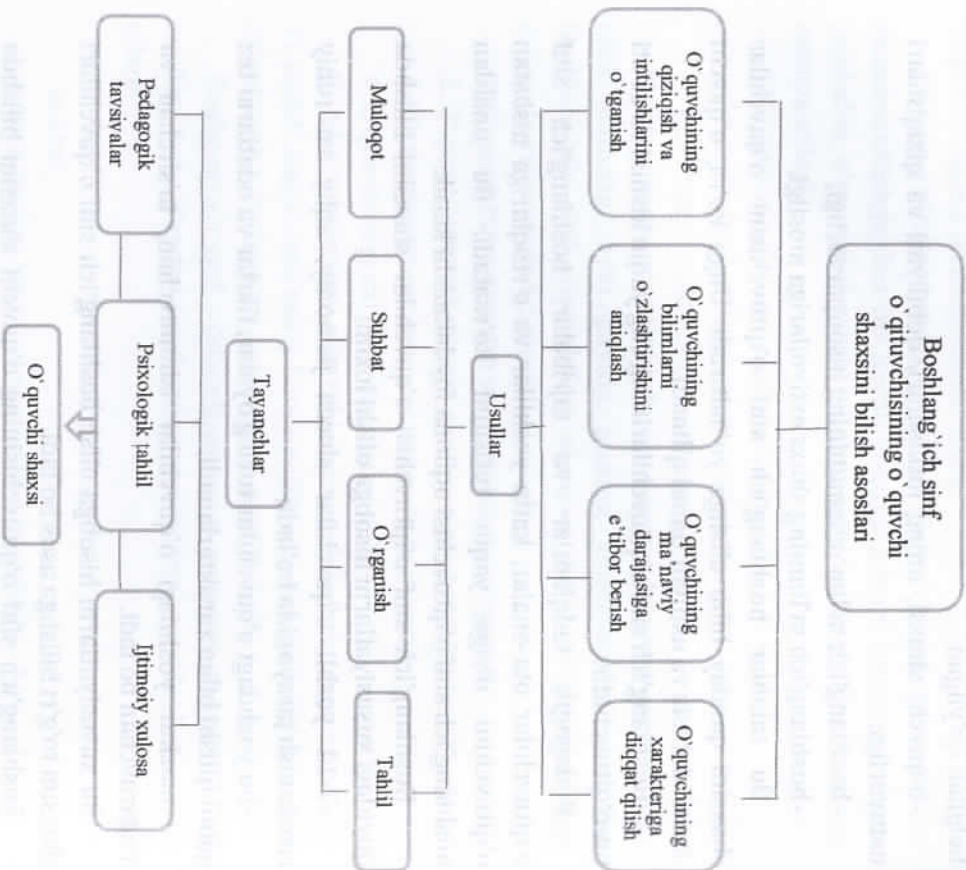 Boshlang`ich sinf
o`qituvchisining o`quvchi
shaxsini bilish asoslari
O`quvchining
qiziqish va
intilishlarini
o`tganish
O`quvchining
bilimlarni
o`zlashtirishini
aniqlash
O`quvchining
ma’naviy
darajasiga
e’tibor berish
O`quvchining
xarakteriga
diqqat qilish
Usullar
Muloqot
Suhbat
O`rganish
Tahlil
Tayanchlar
Pedagogik
tavsivalar
Psixologik tahlil
Ijtimoiy xulosa
O`quvchi shaxsi